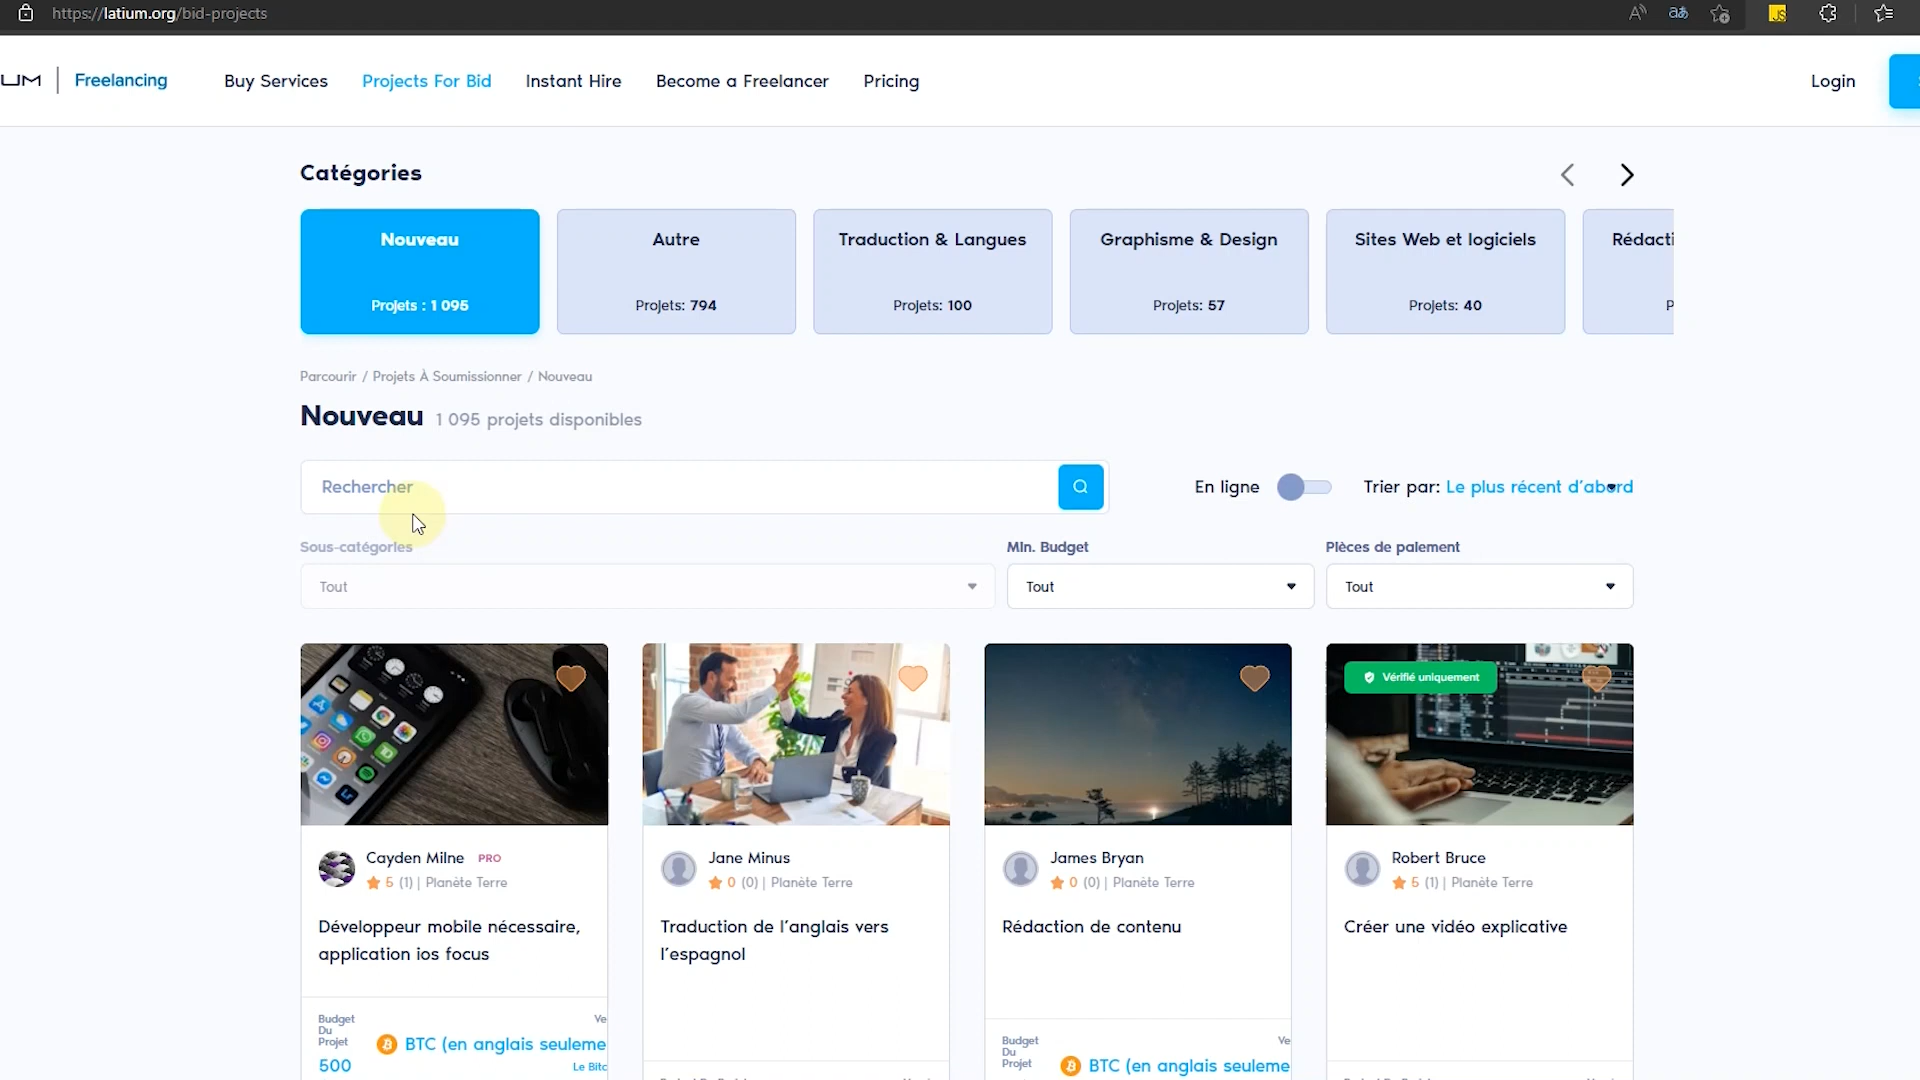 https://latium.org/bid-projects
UM | Freelancing
Buy Services
Projects For Bid
Instant Hire
Become a Freelancer
Pricing
Login
Catégories
Nouveau
Projets : 1 095
Autre
Projets: 794
Traduction & Langues
Projets: 100
Graphisme & Design
Projets: 57
Sites Web et logiciels
Projets: 40
Rédacti
P
Parcourir / Projets À Soumissionner / Nouveau
Nouveau 1 095 projets disponibles
Rechercher
En ligne
Trier par: Le plus récent d'abord
Sous-catégories
Tout
Min. Budget
Tout
Pièces de paiement
Tout
Vérifié uniquement
Cayden Milne PRO
5 (1) | Planète Terre
Développeur mobile nécessaire,
application ios focus
Budget
Du
Projet
500
Ve
BTC (en anglais seuleme
Le Bitc
Jane Minus
0 (0) | Planète Terre
Traduction de l'anglais vers
l'espagnol
James Bryan
0 (0) | Planète Terre
Rédaction de contenu
Budget
Du
Projet
Ve
BTC (en anglais seuleme
Robert Bruce
5 (1) | Planète Terre
Créer une vidéo explicative